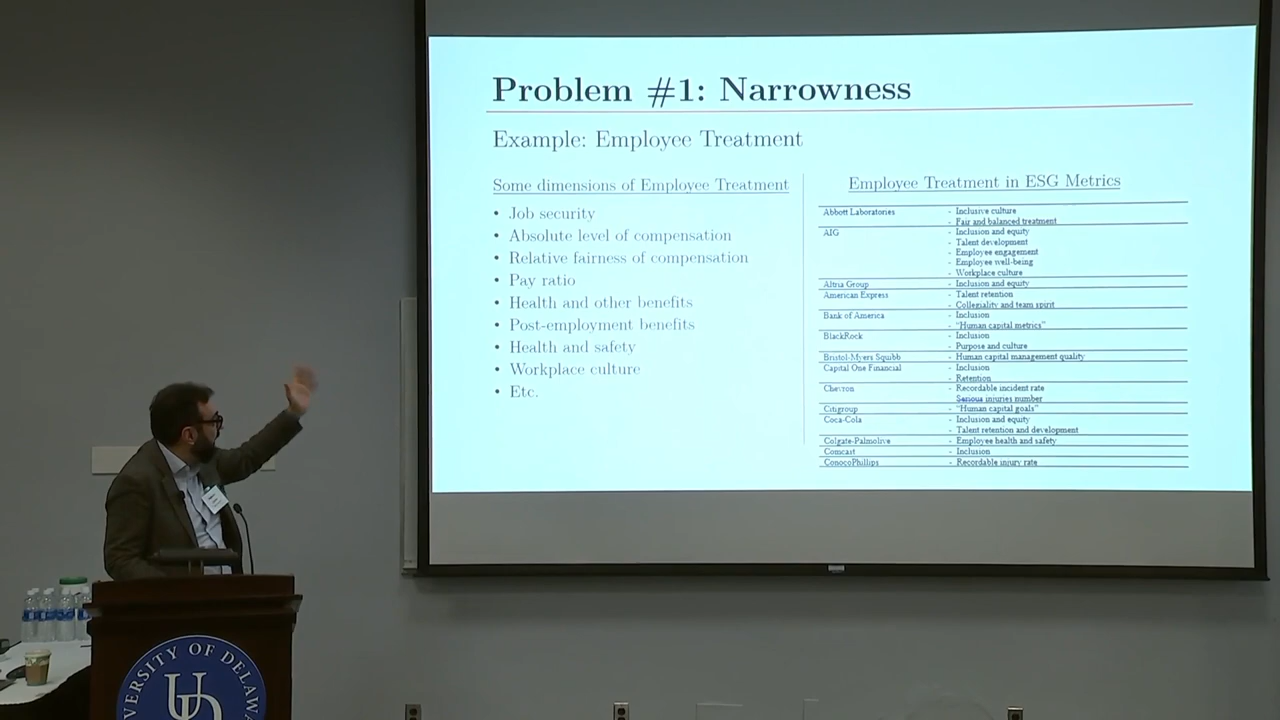 Problem #1: Narrowness
Example: Employee Treatment
Some dimensions of Employee Treatment
• Job security
• Absolute level of compensation
• Relative fairness of compensation
• Pay ratio
• Health and other benefits
• Post-employment benefits
• Health and safety
• Workplace culture
• Etc.
Employee Treatment in ESG Metrics
Abbott Laboratories - Inclusive culture
- Fair and balanced treatment
AIG - Inclusion and equity
- Talent development
- Employee engagement
- Employee well-being
- Workplace culture
Altria Group - Inclusion and equity
American Express - Talent retention
- Collegiality and team spirit
Bank of America - Inclusion
- "Human capital metrics"
BlackRock - Inclusion
- Purpose and culture
Bristol-Myers Squibb - Human capital management quality
Capital One Financial - Inclusion
- Retention
Chevron - Recordable incident rate
Serious injuries number
Citigroup - "Human capital goals"
Coca-Cola - Inclusion and equity
- Talent retention and development
Colgate-Palmolive - Employee health and safety
Comcast - Inclusion
ConocoPhillips - Recordable injury rate
VERSITY OF DELAW
UD